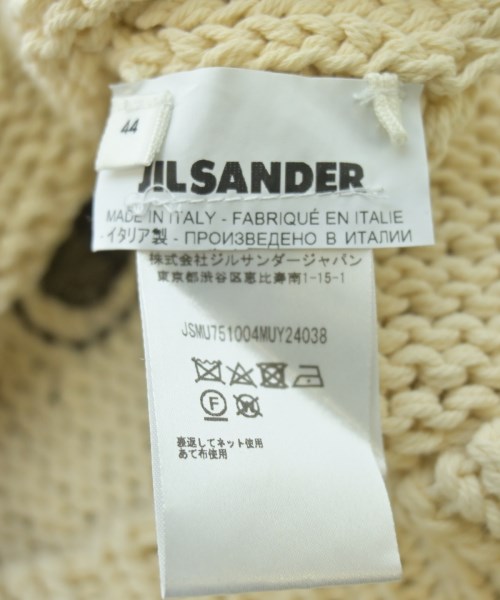 44
JIL SANDER
MADE IN ITALY - FABRIQUÉ EN ITALIE
イタリア製 - ПРОИЗВЕДЕНО В ИТАЛИИ
株式会社ジルサンダージャパン
東京都渋谷区恵比寿南1-15-1
JSMU751004MUY24038
F
W
裏返してネット使用
あて布使用